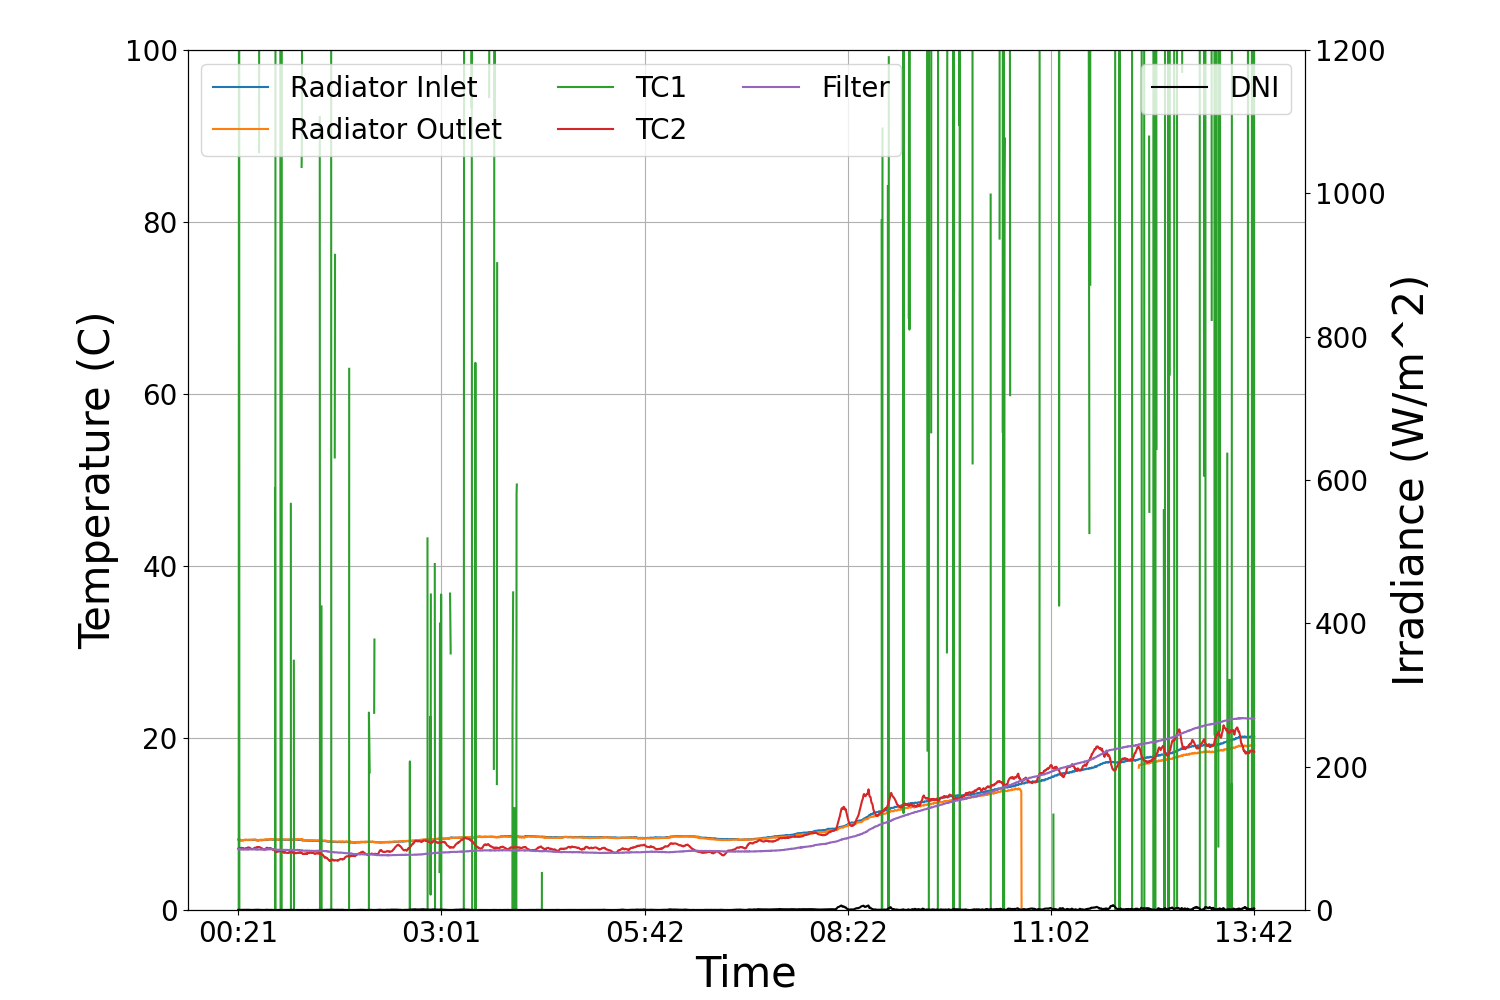 100
80
60
40
20
0
Temperature (C)
Radiator Inlet
Radiator Outlet
TC1
TC2
Filter
DNI
1200
1000
800
600
400
200
0
Irradiance (W/m^2)
00:21
03:01
05:42
08:22
11:02
13:42
Time